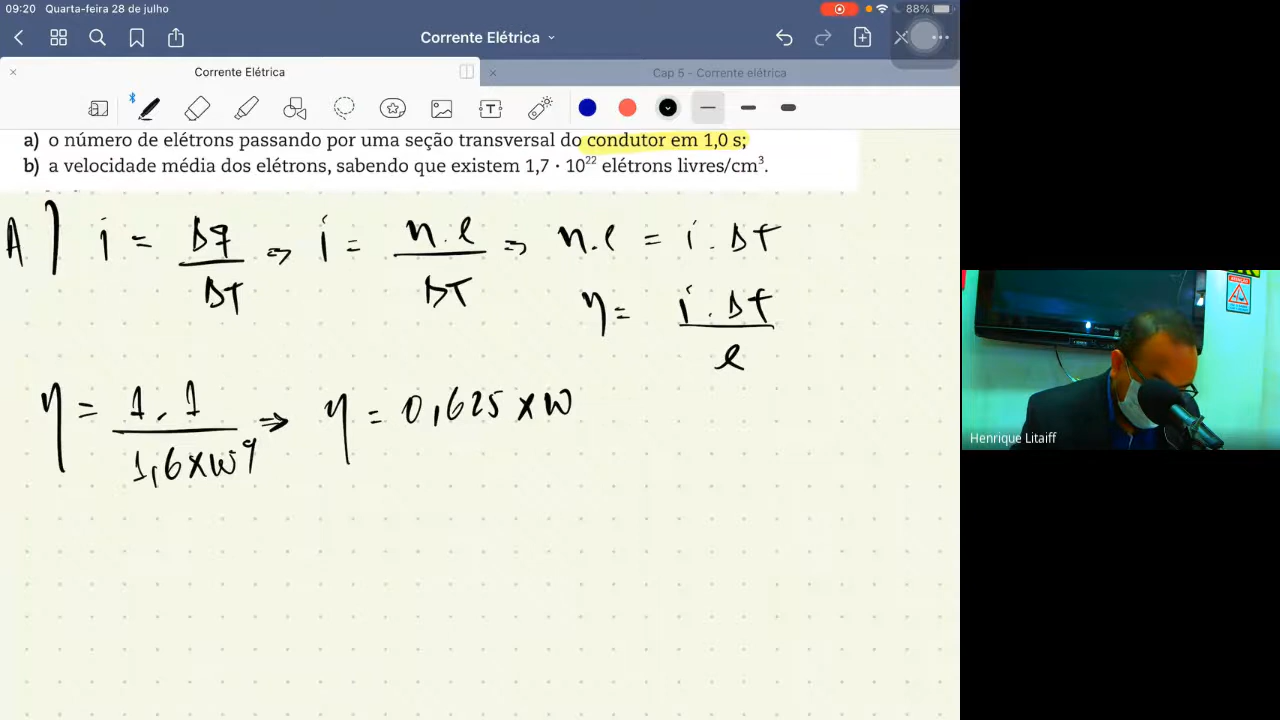 09:20 Quarta-feira 28 de julho 88%
Corrente Elétrica
Corrente Elétrica
Cap 5 - Corrente elétrica
a) o número de elétrons passando por uma seção transversal do condutor em 1,0 s;
b) a velocidade média dos elétrons, sabendo que existem 1,7 · 10²² elétrons livres/cm³.
A) i = Δq/ΔT ⇒ i = n.e/ΔT ⇒ n.e = i.Δt
n = i.Δt/e
n = 1.1/1,6x10⁻⁹ ⇒ n = 0,625 x 10
Henrique Litaiff